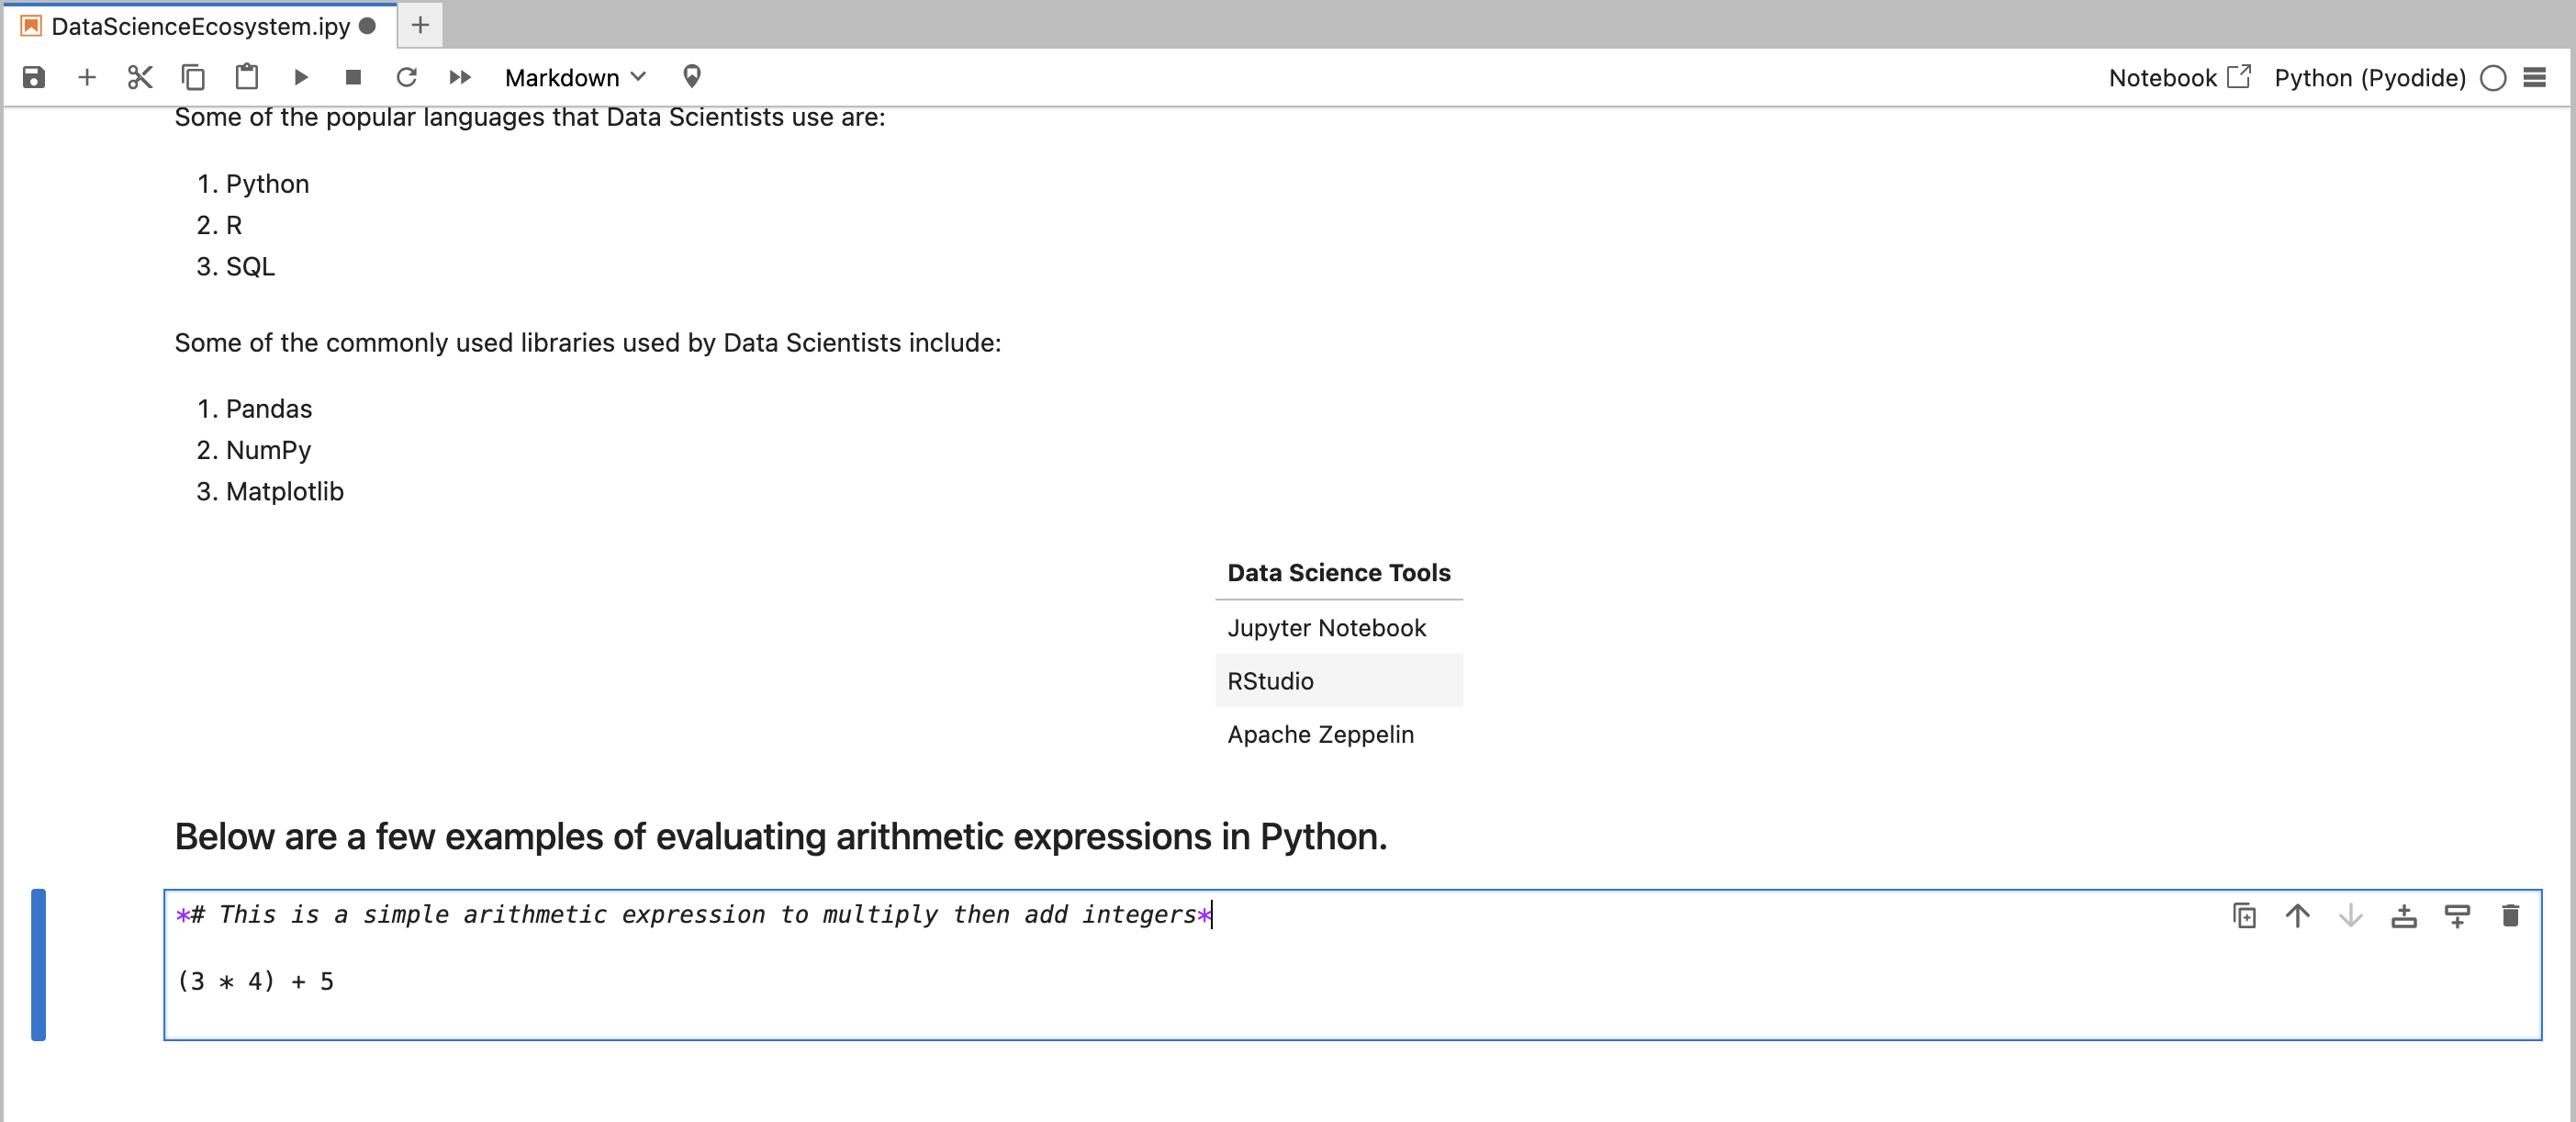 DataScienceEcosystem.ipy
Markdown
Notebook
Python (Pyodide)
Some of the popular languages that Data Scientists use are:
1. Python
2. R
3. SQL
Some of the commonly used libraries used by Data Scientists include:
1. Pandas
2. NumPy
3. Matplotlib
Data Science Tools
Jupyter Notebook
RStudio
Apache Zeppelin
Below are a few examples of evaluating arithmetic expressions in Python.
*# This is a simple arithmetic expression to multiply then add integers*
(3 * 4) + 5